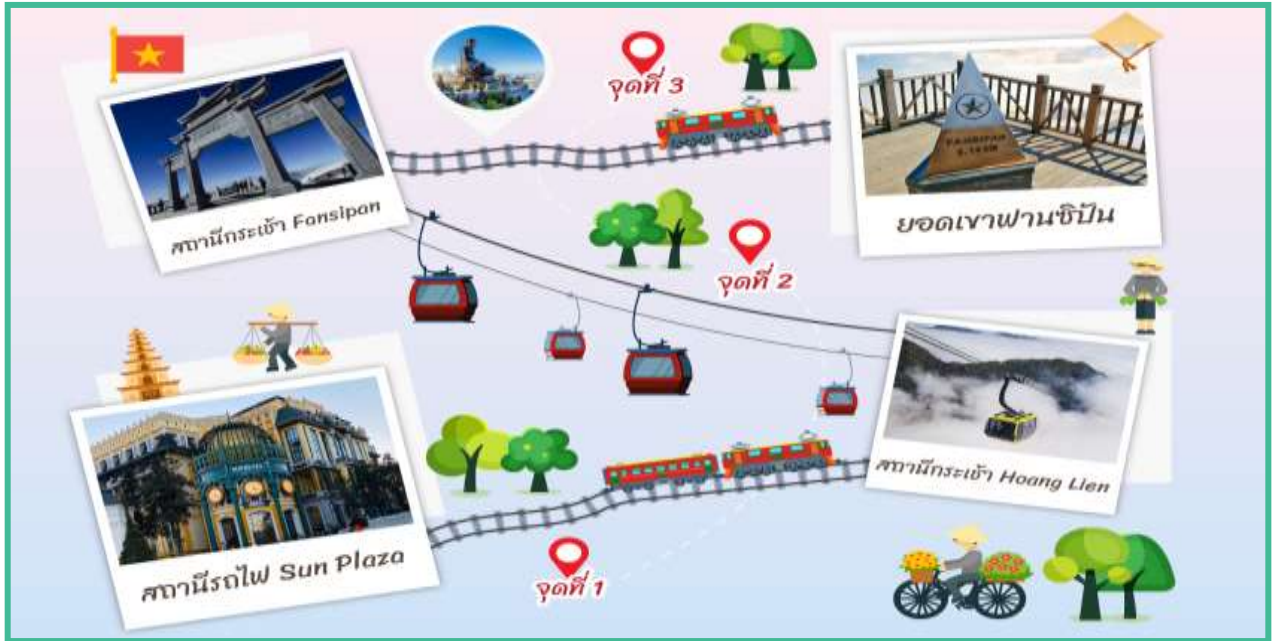 จุดที่ 3
FANSIPAN
3.143M
สถานีกระเช้า Fansipan
ยอดเขาฟานซิปัน
จุดที่ 2
สถานีกระเช้า Hoang Lien
สถานีรถไฟ Sun Plaza
จุดที่ 1